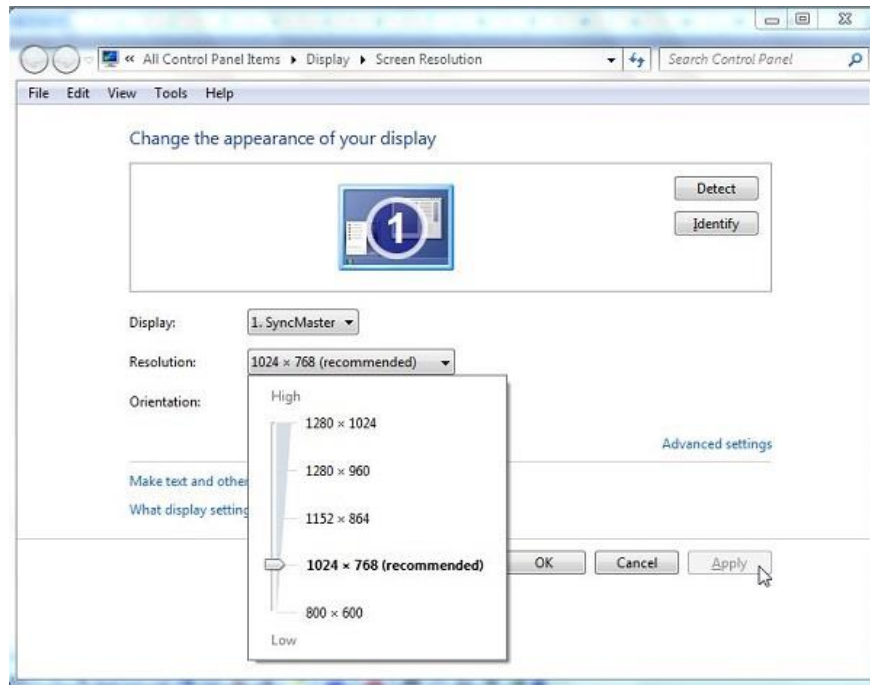 « All Control Panel Items ▸ Display ▸ Screen Resolution
Search Control Panel
File Edit View Tools Help
Change the appearance of your display
1
Detect
Identify
Display:
1. SyncMaster
Resolution:
1024 × 768 (recommended)
Orientation:
High
1280 × 1024
1280 × 960
1152 × 864
1024 × 768 (recommended)
800 × 600
Low
Advanced settings
Make text and other
What display setting
OK Cancel Apply